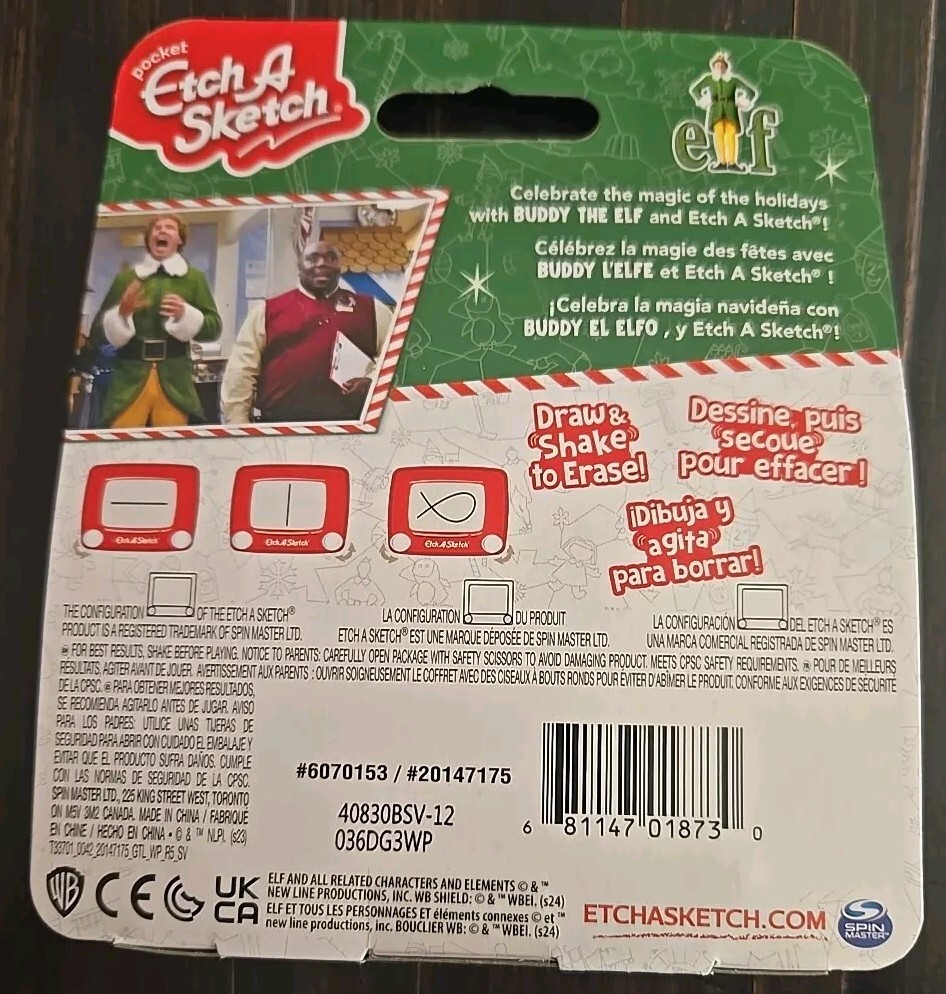 pocket
Etch A
Sketch®
elf
Celebrate the magic of the holidays
with BUDDY THE ELF and Etch A Sketch®!
Célébrez la magie des fêtes avec
BUDDY L'ELFE et Etch A Sketch® !
¡Celebra la magia navideña con
BUDDY EL ELFO , y Etch A Sketch®!
Draw &
Shake
to Erase!
Dessine, puis
secoue
pour effacer !
¡Dibuja y
agita
para borrar!
Etch A Sketch
Etch A Sketch
Etch A Sketch
THE CONFIGURATION OF THE ETCH A SKETCH®
PRODUCT IS A REGISTERED TRADEMARK OF SPIN MASTER LTD.
LA CONFIGURATION DU PRODUIT
ETCH A SKETCH® EST UNE MARQUE DÉPOSÉE DE SPIN MASTER LTD.
LA CONFIGURACIÓN DEL ETCH A SKETCH® ES
UNA MARCA COMERCIAL REGISTRADA DE SPIN MASTER LTD.
FOR BEST RESULTS, SHAKE BEFORE PLAYING. NOTICE TO PARENTS: CAREFULLY OPEN PACKAGE WITH SAFETY SCISSORS TO AVOID DAMAGING PRODUCT. MEETS CPSC SAFETY REQUIREMENTS. POUR DE MEILLEURS
RÉSULTATS, AGITER AVANT DE JOUER. AVERTISSEMENT AUX PARENTS : OUVRIR SOIGNEUSEMENT LE COFFRET AVEC DES CISEAUX À BOUTS RONDS POUR ÉVITER D'ABÎMER LE PRODUIT. CONFORME AUX EXIGENCES DE SÉCURITÉ
DE LA CPSC. PARA OBTENER MEJORES RESULTADOS,
SE RECOMIENDA AGITARLO ANTES DE JUGAR. AVISO
PARA LOS PADRES: UTILICE UNAS TIJERAS DE
SEGURIDAD PARA ABRIR CON CUIDADO EL EMBALAJE Y
EVITAR QUE EL PRODUCTO SUFRA DAÑOS. CUMPLE
CON LAS NORMAS DE SEGURIDAD DE LA CPSC.
SPIN MASTER LTD., 225 KING STREET WEST, TORONTO
ON M5V 3M2 CANADA. MADE IN CHINA / FABRIQUÉ
EN CHINE / HECHO EN CHINA • © & ™ NLPI. (s23)
T33701_0042_20147175_GTL_WP_R5_SV
#6070153 / #20147175
40830BSV-12
036DG3WP
6 81147 01873 0
WB
CE
UK
CA
ELF AND ALL RELATED CHARACTERS AND ELEMENTS © & ™
NEW LINE PRODUCTIONS, INC. WB SHIELD: © & ™ WBEI. (s24)
ELF ET TOUS LES PERSONNAGES ET éléments connexes © et ™
new line productions, inc. BOUCLIER WB: © & ™ WBEI. (s24)
ETCHASKETCH.COM
SPIN
MASTER™